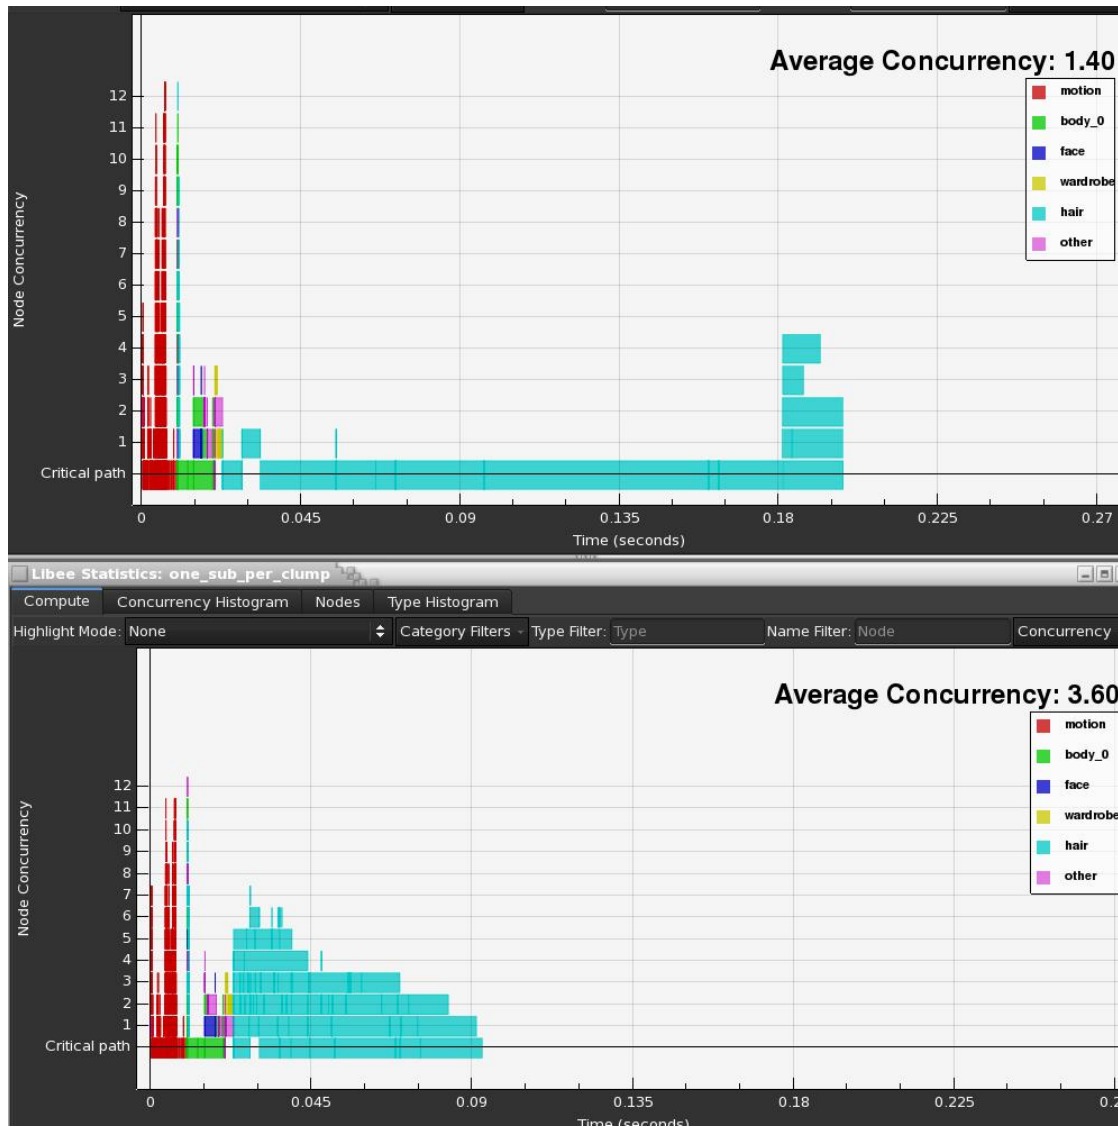 Average Concurrency: 1.40
motion
body_0
face
wardrobe
hair
other
12
11
10
9
8
7
6
5
4
3
2
1
Critical path
Node Concurrency
0 0.045 0.09 0.135 0.18 0.225 0.27
Time (seconds)
Libee Statistics: one_sub_per_clump
Compute Concurrency Histogram Nodes Type Histogram
Highlight Mode: None Category Filters Type Filter: Type Name Filter: Node Concurrency
Average Concurrency: 3.60
motion
body_0
face
wardrobe
hair
other
12
11
10
9
8
7
6
5
4
3
2
1
Critical path
Node Concurrency
0 0.045 0.09 0.135 0.18 0.225
Time (seconds)